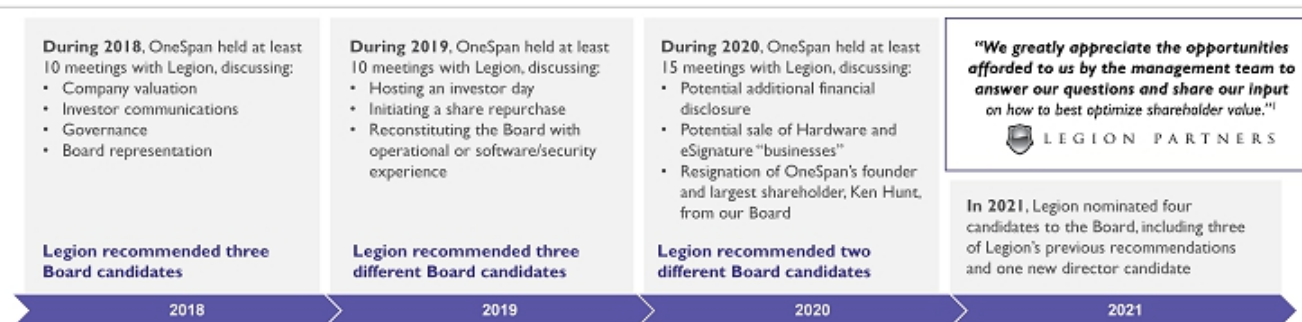 During 2018, OneSpan held at least
10 meetings with Legion, discussing:
• Company valuation
• Investor communications
• Governance
• Board representation
Legion recommended three
Board candidates
During 2019, OneSpan held at least
10 meetings with Legion, discussing:
• Hosting an investor day
• Initiating a share repurchase
• Reconstituting the Board with
operational or software/security
experience
Legion recommended three
different Board candidates
During 2020, OneSpan held at least
15 meetings with Legion, discussing:
• Potential additional financial
disclosure
• Potential sale of Hardware and
eSignature “businesses”
• Resignation of OneSpan’s founder
and largest shareholder, Ken Hunt,
from our Board
Legion recommended two
different Board candidates
“We greatly appreciate the opportunities
afforded to us by the management team to
answer our questions and share our input
on how to best optimize shareholder value.”1
LEGION PARTNERS
In 2021, Legion nominated four
candidates to the Board, including three
of Legion’s previous recommendations
and one new director candidate
2018
2019
2020
2021